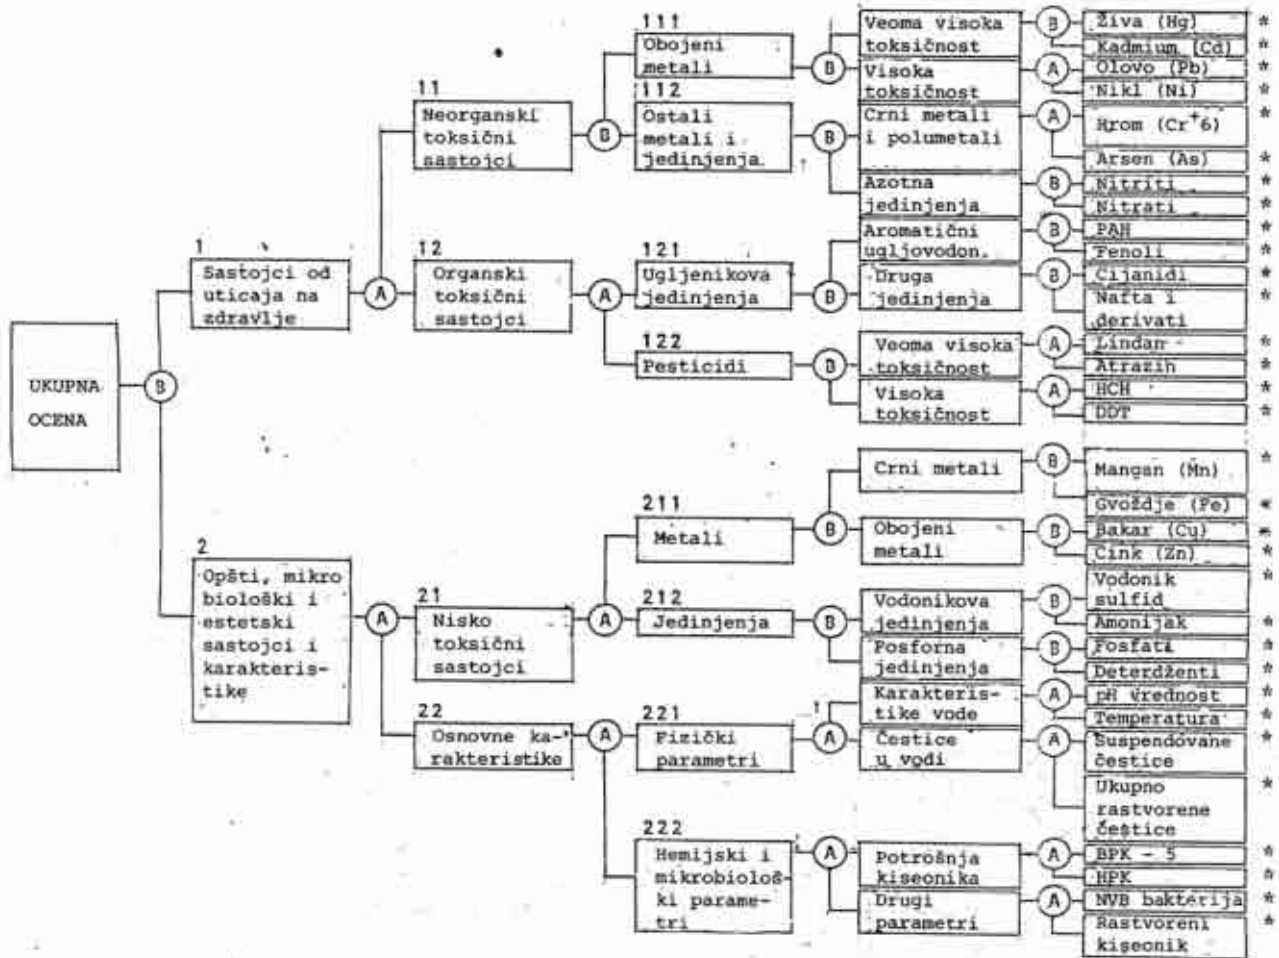 UKUPNA
OCENA
B
1
Sastojci od
uticaja na
zdravlje
A
2
Opšti, mikro
biološki i
estetski
sastojci i
karakteris-
tike
A
11
Neorganski
toksični
sastojci
B
12
Organski
toksični
sastojci
A
21
Nisko
toksični
sastojci
A
22
Osnovne ka-
rakteristike
A
111
Obojeni
metali
B
112
Ostali
metali i
jedinjenja
B
121
Ugljenikova
jedinjenja
B
122
Pesticidi
B
211
Metali
B
212
Jedinjenja
B
221
Fizički
parametri
A
222
Hemijski i
mikrobiološ-
ki parame-
tri
A
Veoma visoka
toksičnost
B
Živa (Hg) *
Kadmium (Cd) *
Visoka
toksičnost
A
Olovo (Pb) *
Nikl (Ni) *
Crni metali
i polumetali
A
Hrom (Cr+6) *
Arsen (As) *
Azotna
jedinjenja
B
Nitriti *
Nitrati *
Aromatični
ugljovodon.
B
PAH *
Fenoli *
Druga
jedinjenja
B
Cijanidi *
Nafta i *
derivati
Veoma visoka
toksičnost
A
Lindan *
Atrazin *
Visoka
toksičnost
A
HCH *
DDT *
Crni metali
B
Mangan (Mn) *
Gvoždje (Fe) *
Obojeni
metali
B
Bakar (Cu) *
Cink (Zn) *
Vodonikova
jedinjenja
B
Vodonik *
sulfid
Amonijak *
Posforna
jedinjenja
B
Fosfati *
Deterdženti *
Karakteris-
tike vode
A
pH vrednost *
Temperatura *
Čestice
u vodi
A
Suspendovane *
čestice
Ukupno *
rastvorene
čestice
Potrošnja
kiseonika
A
BPK - 5 *
HPK *
Drugi
parametri
A
NVB bakterija *
Rastvoreni *
kiseonik